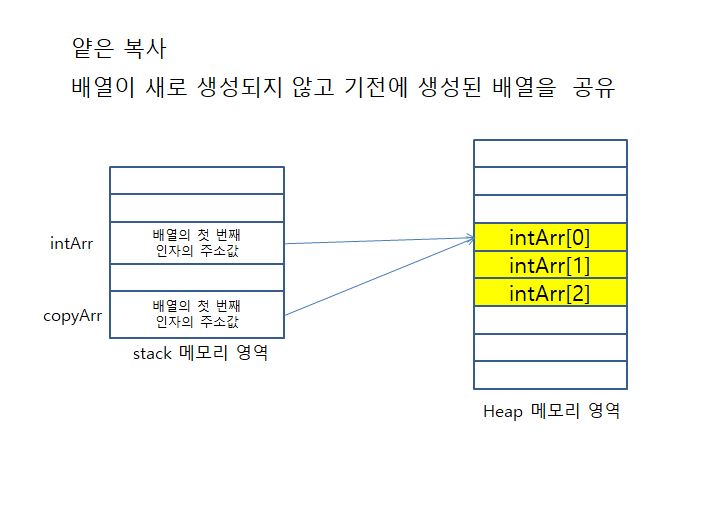 얕은 복사
배열이 새로 생성되지 않고 기전에 생성된 배열을 공유
intArr
배열의 첫 번째
인자의 주소값
copyArr
배열의 첫 번째
인자의 주소값
stack 메모리 영역
intArr[0]
intArr[1]
intArr[2]
Heap 메모리 영역